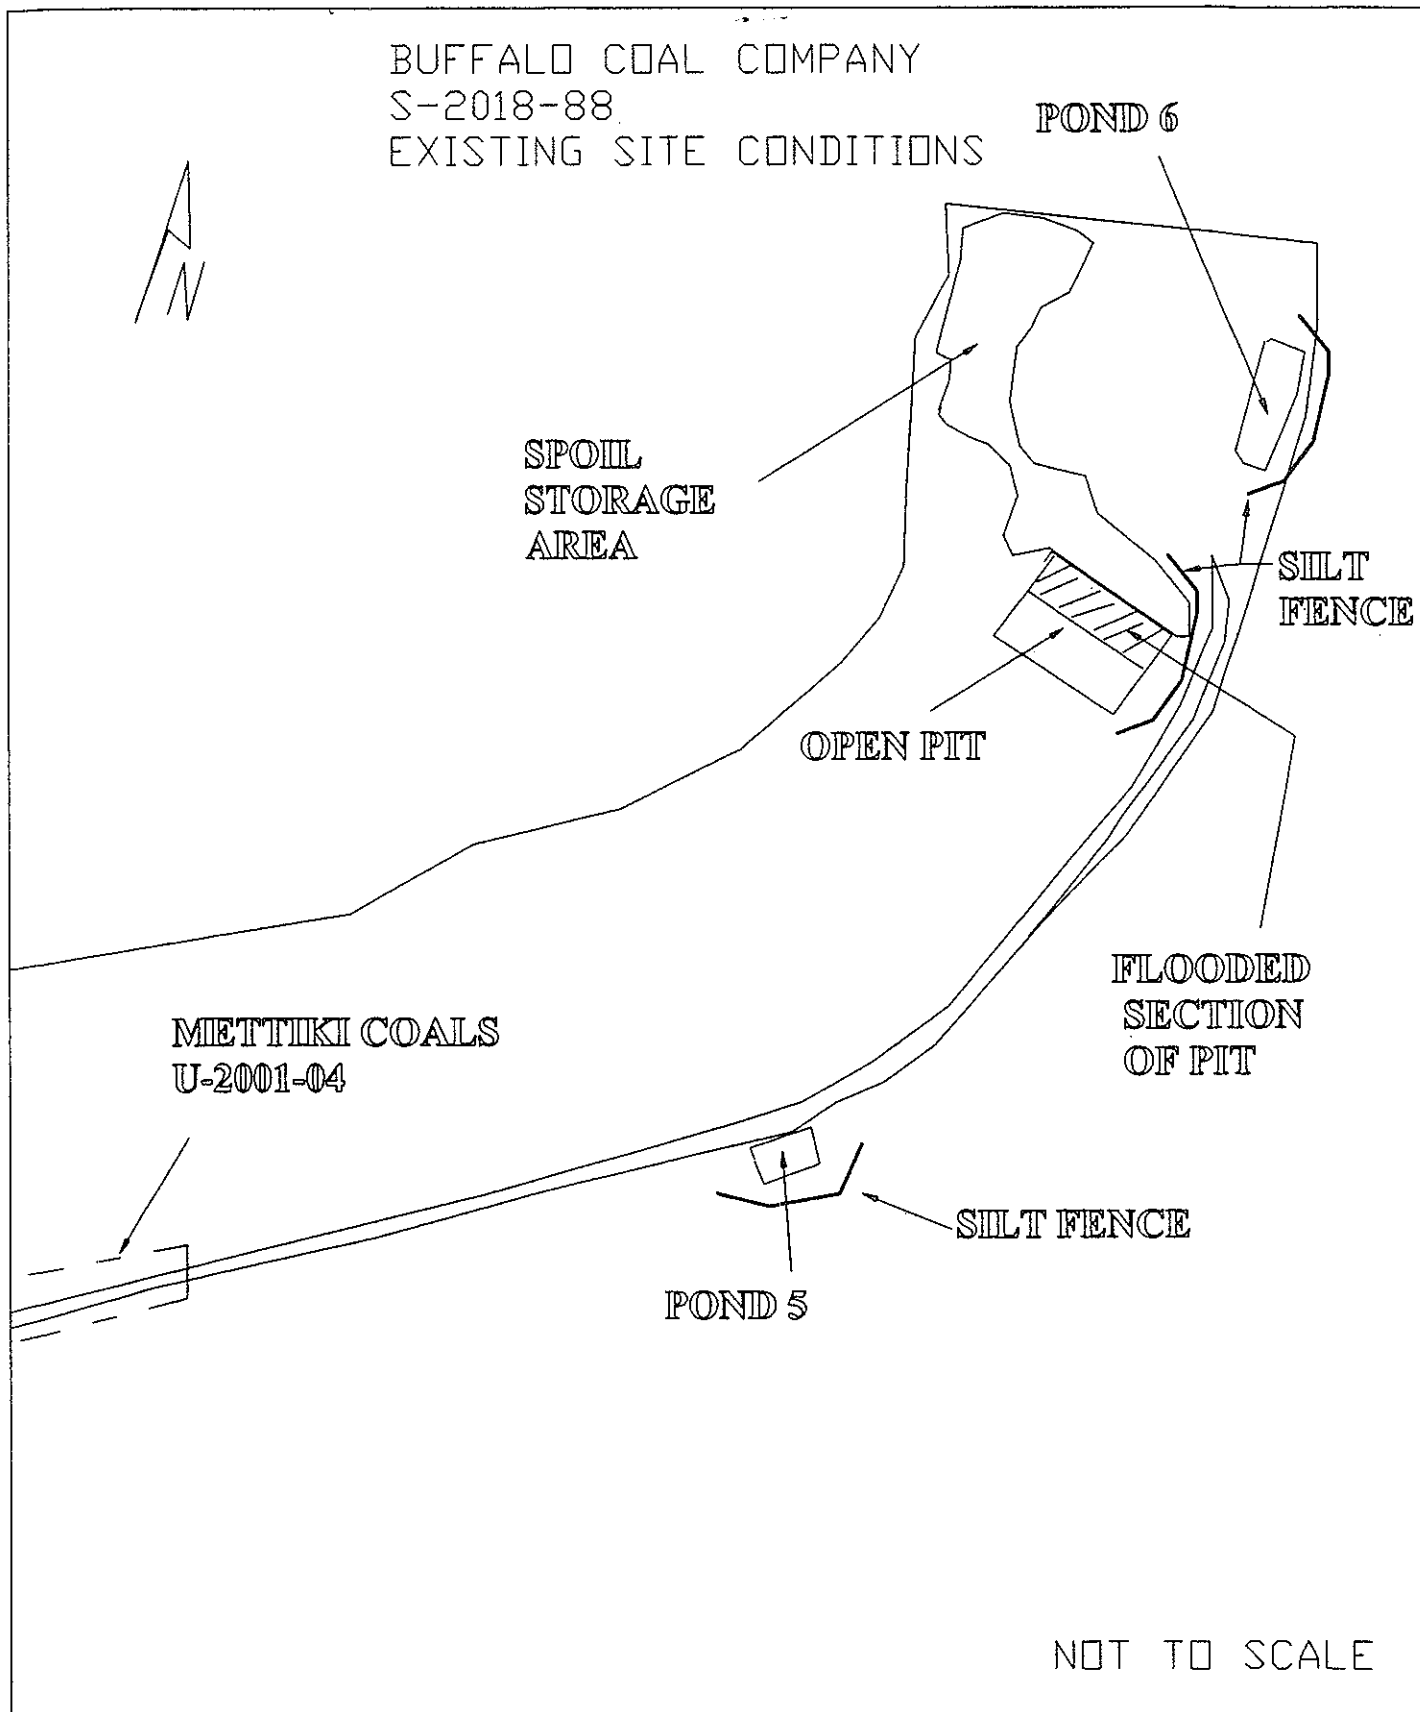 BUFFALO COAL COMPANY
S-2018-88
EXISTING SITE CONDITIONS
POND 6
N
SPOIL
STORAGE
AREA
SILT
FENCE
OPEN PIT
FLOODED
SECTION
OF PIT
METTIKI COALS
U-2001-04
SILT FENCE
POND 5
NOT TO SCALE